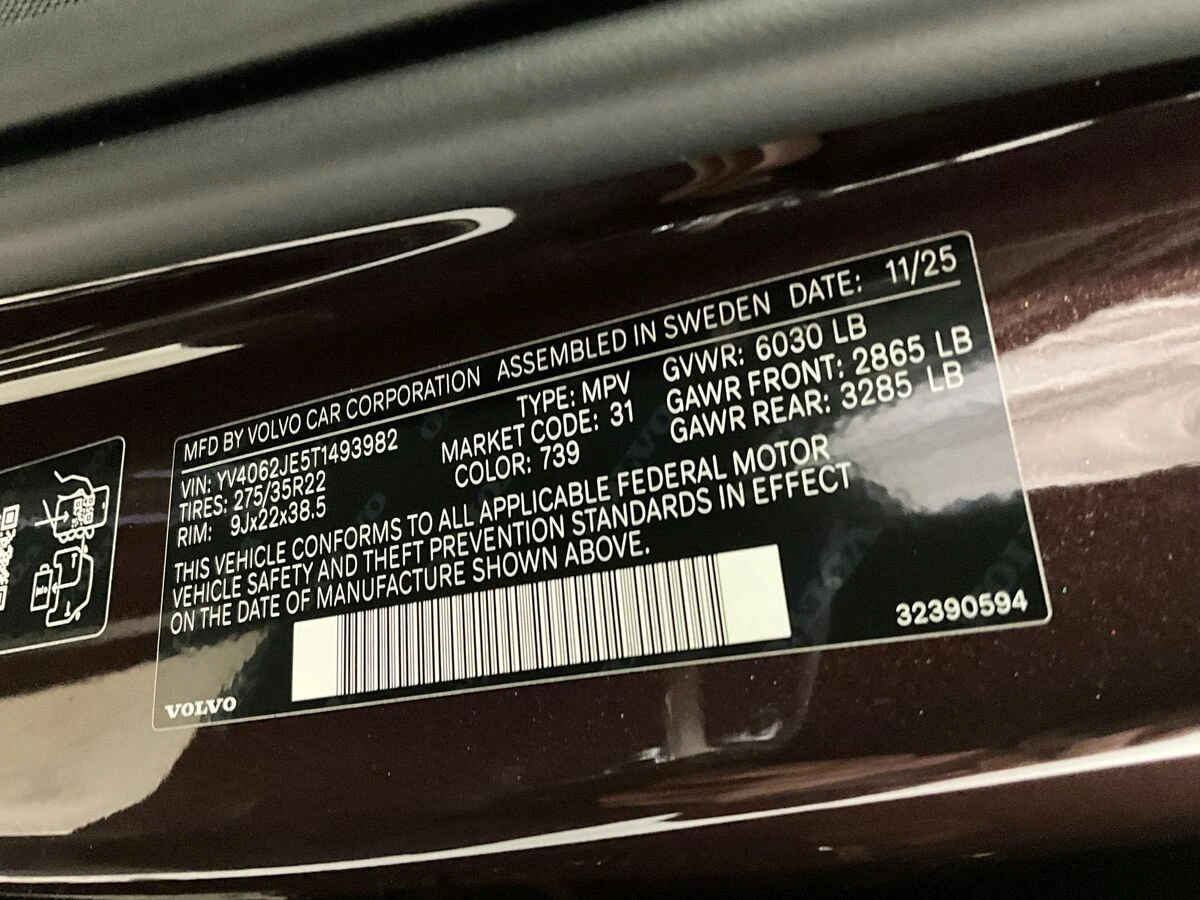 MFD BY VOLVO CAR CORPORATION ASSEMBLED IN SWEDEN DATE: 11/25
VIN: YV4062JE5T1493982 TYPE: MPV GVWR: 6030 LB
TIRES: 275/35R22 MARKET CODE: 31 GAWR FRONT: 2865 LB
RIM: 9Jx22x38.5 COLOR: 739 GAWR REAR: 3285 LB
THIS VEHICLE CONFORMS TO ALL APPLICABLE FEDERAL MOTOR
VEHICLE SAFETY AND THEFT PREVENTION STANDARDS IN EFFECT
ON THE DATE OF MANUFACTURE SHOWN ABOVE.
32390594
VOLVO